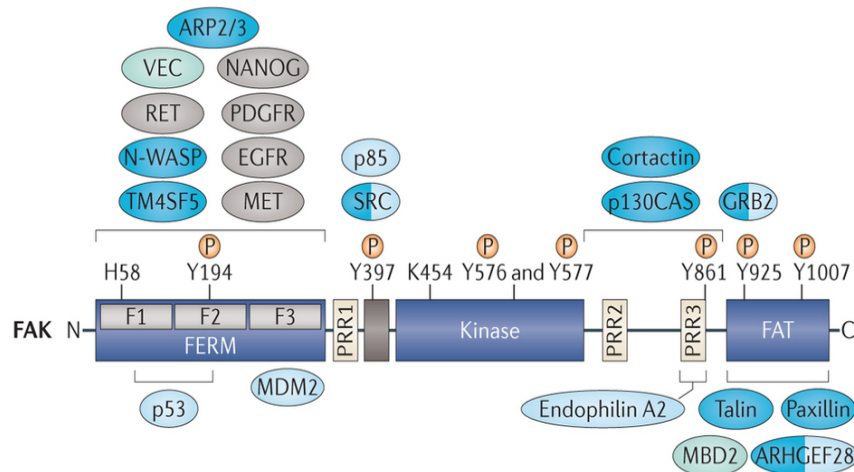 ARP2/3
VEC NANOG
RET PDGFR
N-WASP EGFR p85 Cortactin
TM4SF5 MET SRC p130CAS GRB2
P P P P P P P
H58 Y194 Y397 K454 Y576 and Y577 Y861 Y925 Y1007
FAK N F1 F2 F3 FERM PRR1 Kinase PRR2 PRR3 FAT C
p53 MDM2 Endophilin A2 Talin Paxillin
MBD2 ARHGEF28